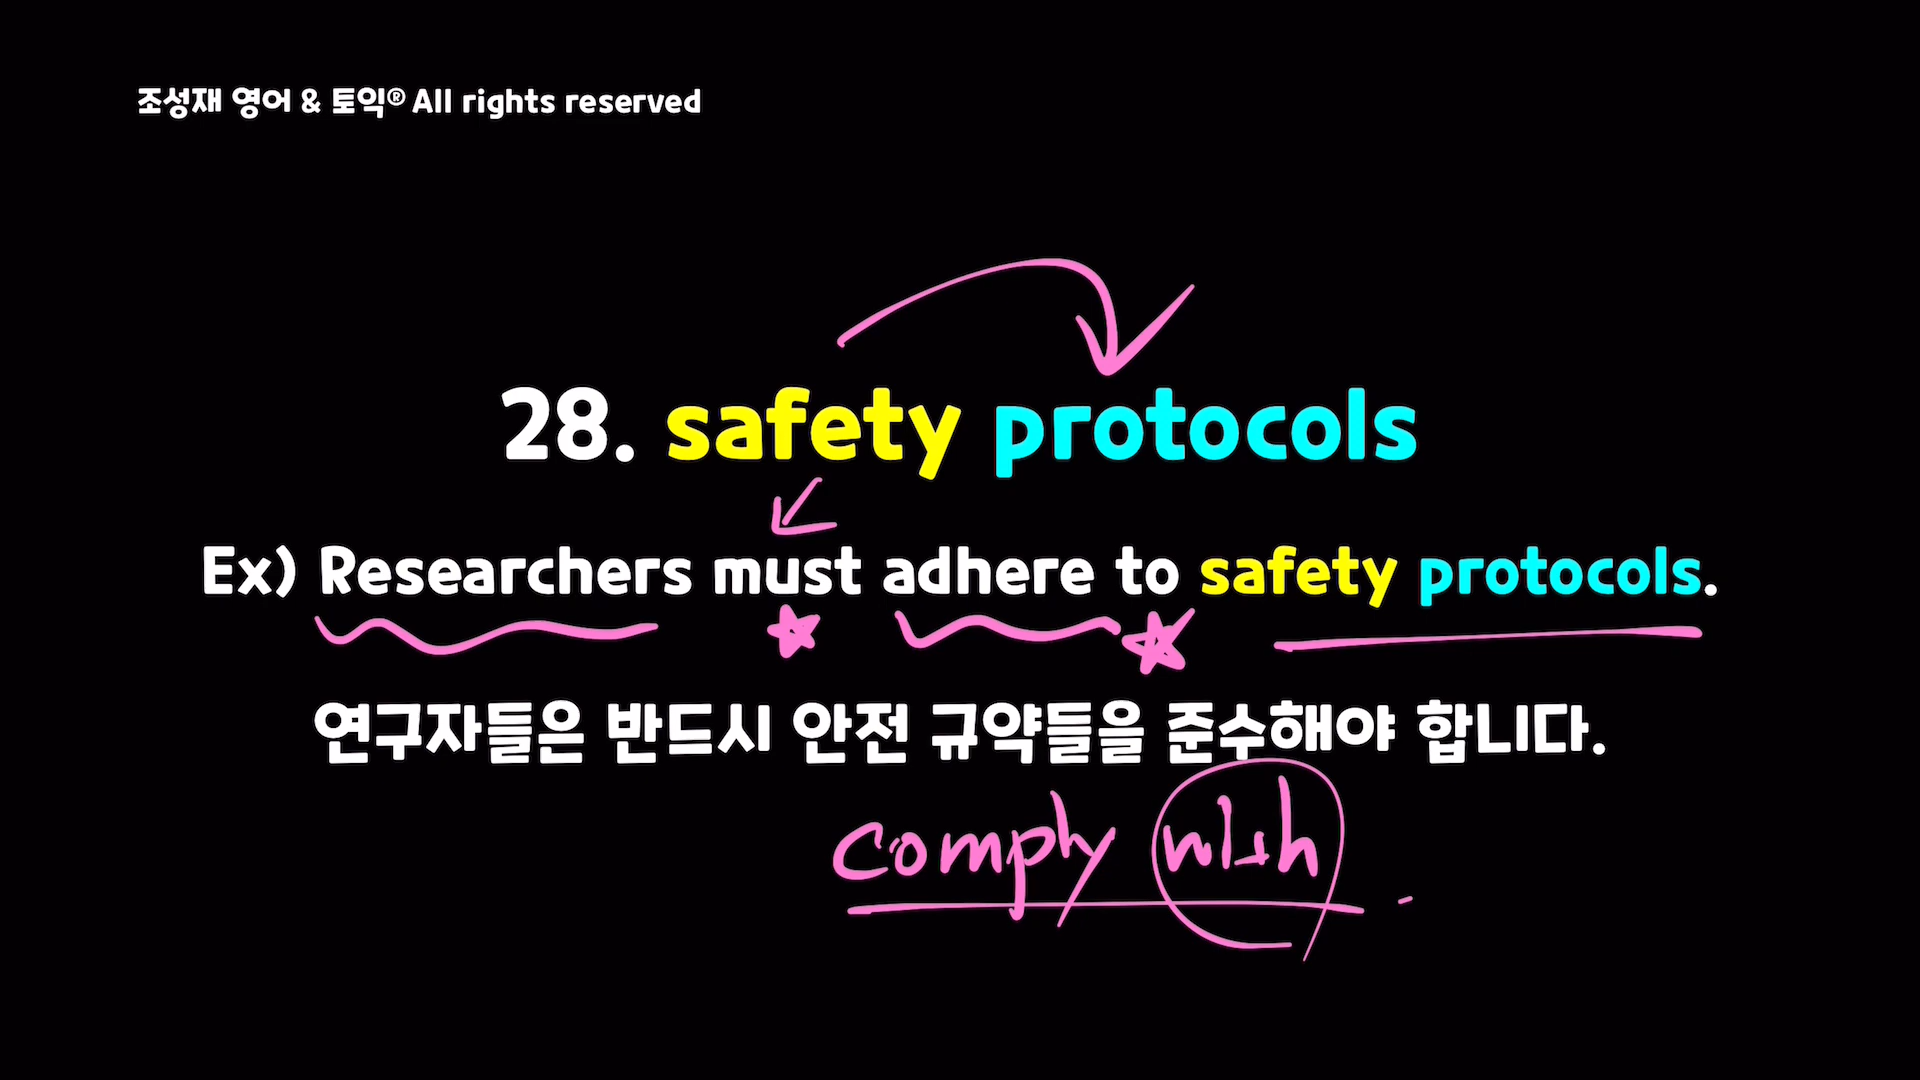 조성재 영어 & 토익® All rights reserved
28. safety protocols
Ex) Researchers must adhere to safety protocols.
연구자들은 반드시 안전 규약들을 준수해야 합니다.
comply with